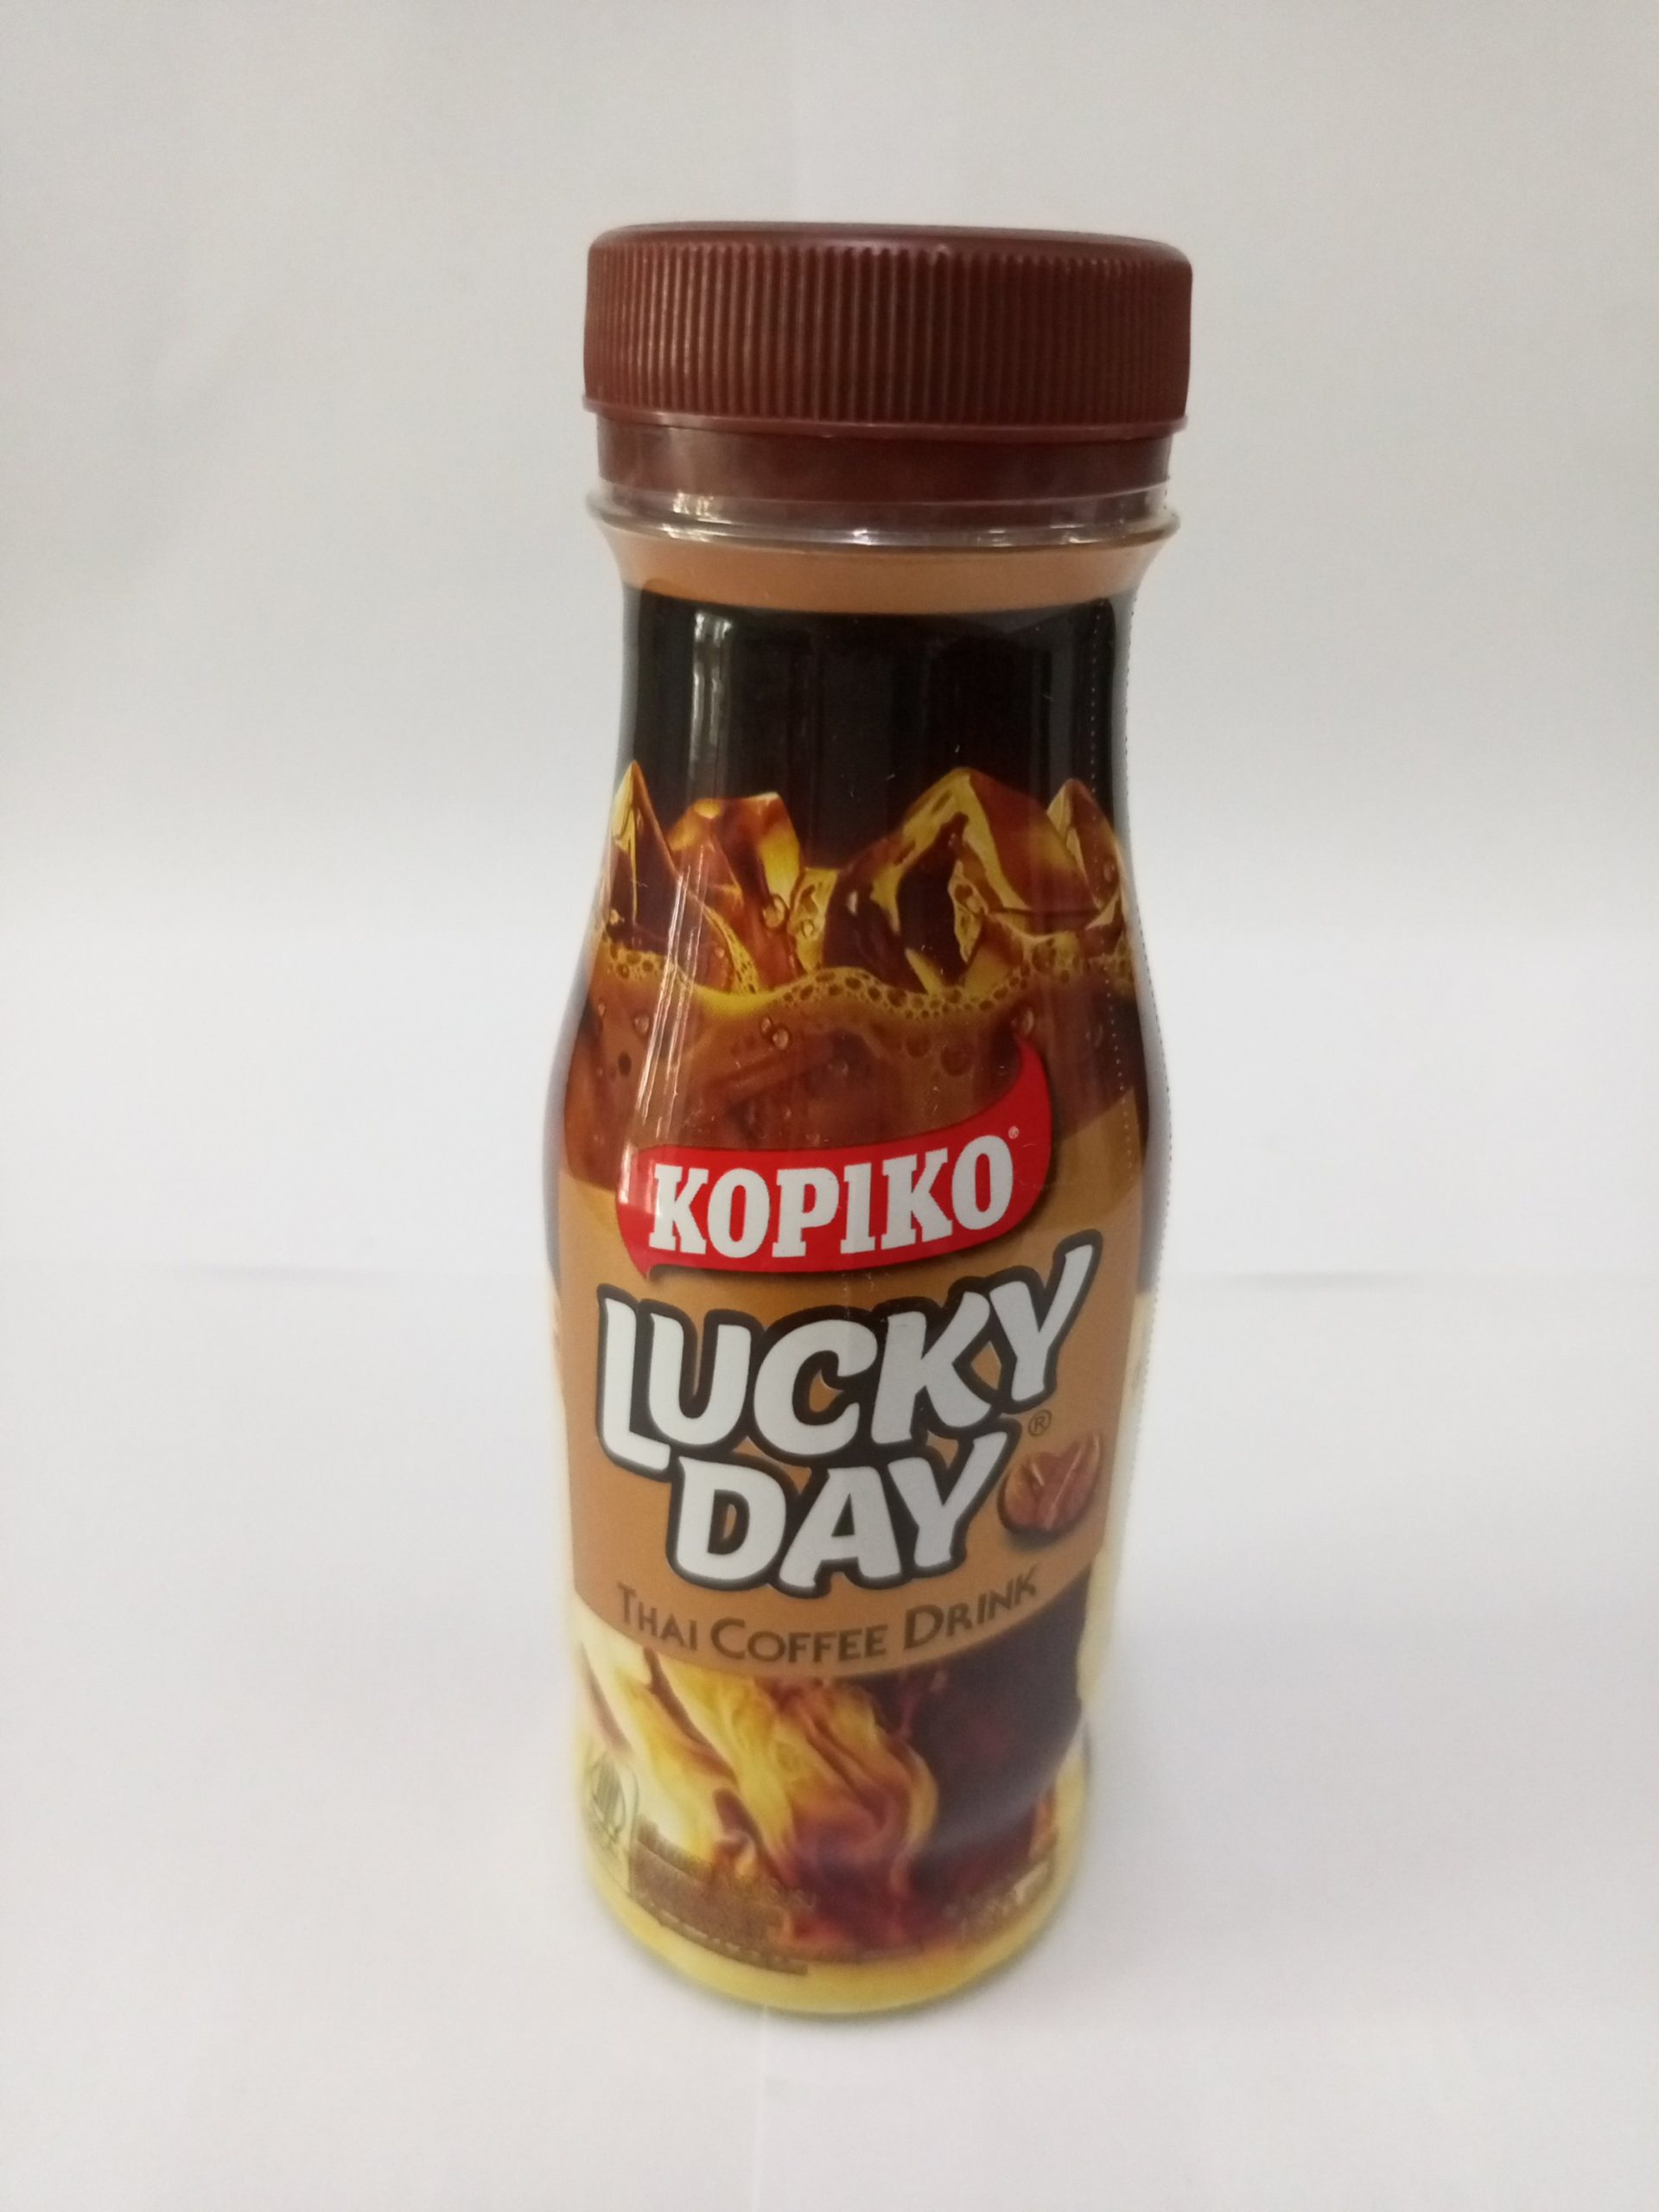 KOPIKO®
LUCKY
DAY®
THAI COFFEE DRINK